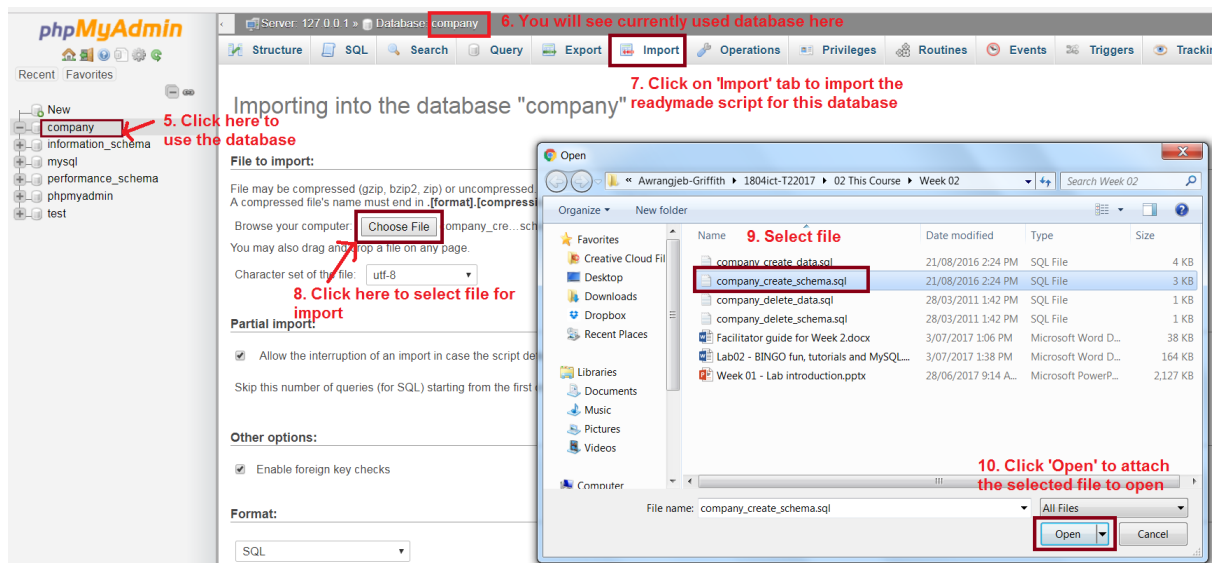 phpMyAdmin
Recent Favorites
New
company
information_schema
mysql
performance_schema
phpmyadmin
test
5. Click here to
use the database
Server: 127.0.0.1 » Database: company
6. You will see currently used database here
Structure SQL Search Query Export Import Operations Privileges Routines Events Triggers Trackin
7. Click on 'Import' tab to import the
readymade script for this database
Importing into the database "company"
File to import:
File may be compressed (gzip, bzip2, zip) or uncompressed.
A compressed file's name must end in .[format].[compressi
Browse your computer: Choose File company_cre…sch
You may also drag and drop a file on any page.
Character set of the file: utf-8
8. Click here to select file for
import
Partial import:
Allow the interruption of an import in case the script de
Skip this number of queries (for SQL) starting from the first
Other options:
Enable foreign key checks
Format:
SQL
Open
« Awrangjeb-Griffith 1804ict-T22017 02 This Course Week 02
Search Week 02
Organize New folder
Favorites
Creative Cloud Fil
Desktop
Downloads
Dropbox
Recent Places
Libraries
Documents
Music
Pictures
Videos
Computer
9. Select file
Name Date modified Type Size
company_create_data.sql 21/08/2016 2:24 PM SQL File 4 KB
company_create_schema.sql 21/08/2016 2:24 PM SQL File 3 KB
company_delete_data.sql 28/03/2011 1:42 PM SQL File 1 KB
company_delete_schema.sql 28/03/2011 1:42 PM SQL File 1 KB
Facilitator guide for Week 2.docx 3/07/2017 1:06 PM Microsoft Word D... 38 KB
Lab02 - BINGO fun, tutorials and MySQL... 3/07/2017 1:38 PM Microsoft Word D... 164 KB
Week 01 - Lab introduction.pptx 28/06/2017 9:14 A... Microsoft PowerP... 2,127 KB
10. Click 'Open' to attach
the selected file to open
File name: company_create_schema.sql All Files
Open Cancel